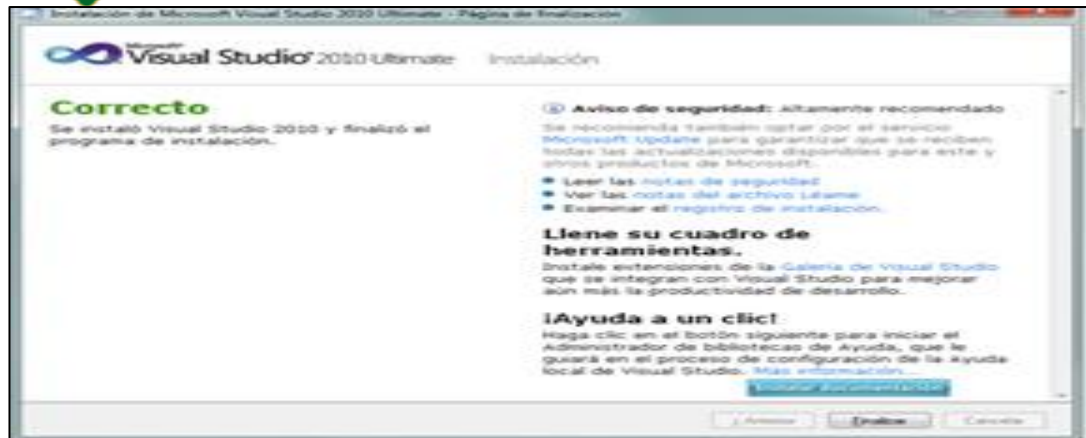 Instalación de Microsoft Visual Studio 2010 Ultimate - Página de finalización
Microsoft
Visual Studio 2010 Ultimate Instalación
Correcto
Se instaló Visual Studio 2010 y finalizó el
programa de instalación.
Aviso de seguridad: Altamente recomendado
Se recomienda también optar por el servicio
Microsoft Update para garantizar que se reciben
todas las actualizaciones disponibles para este y
otros productos de Microsoft.
Leer las notas de seguridad
Ver las notas del archivo Léame
Examinar el registro de instalación.
Llene su cuadro de
herramientas.
Instale extensiones de la Galería de Visual Studio
que se integran con Visual Studio para mejorar
aún más la productividad de desarrollo.
¡Ayuda a un clic!
Haga clic en el botón siguiente para iniciar el
Administrador de bibliotecas de Ayuda, que le
guiará en el proceso de configuración de la Ayuda
local de Visual Studio. Más información...
Instalar documentación
< Anterior Finalizar Cancelar